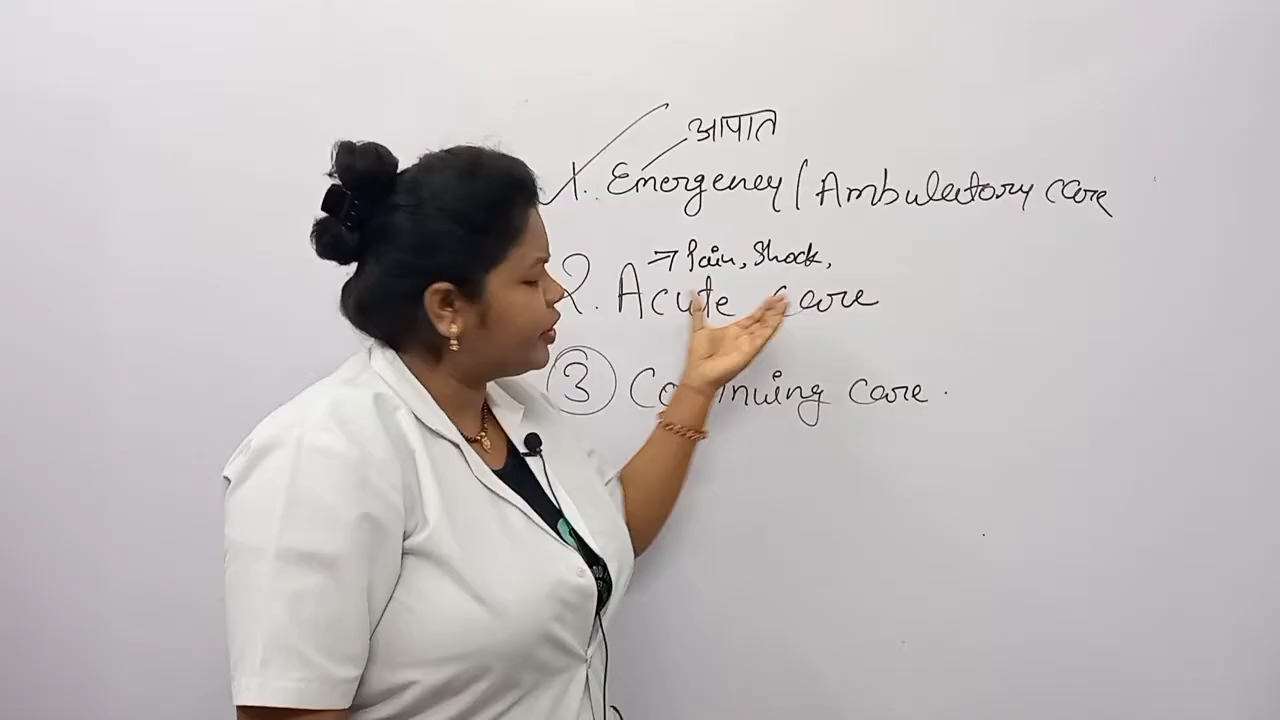 आपात
1. Emergency/Ambulatory care
→ Pain, Shock,
2. Acute care
3 Continuing care.